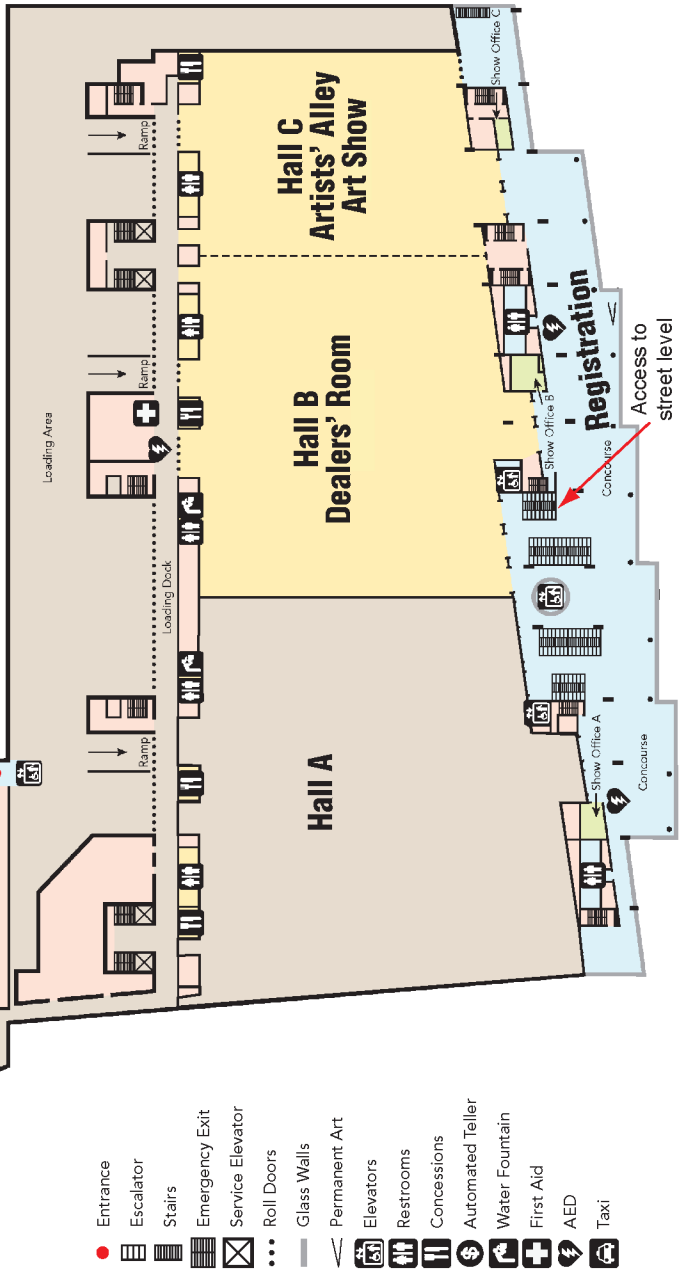 Loading Area
Ramp
Ramp
Ramp
Loading Dock
Hall A
Hall B
Dealers' Room
Hall C
Artists' Alley
Art Show
Show Office A
Show Office B
Show Office C
Concourse
Concourse
Registration
Access to
street level
Entrance
Escalator
Stairs
Emergency Exit
Service Elevator
Roll Doors
Glass Walls
Permanent Art
Elevators
Restrooms
Concessions
$ Automated Teller
Water Fountain
First Aid
AED
Taxi